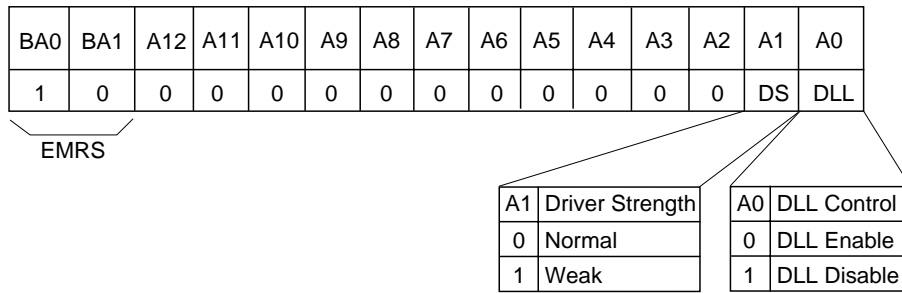 BA0 BA1 A12 A11 A10 A9 A8 A7 A6 A5 A4 A3 A2 A1 A0
1 0 0 0 0 0 0 0 0 0 0 0 0 DS DLL
EMRS
A1 Driver Strength
0 Normal
1 Weak
A0 DLL Control
0 DLL Enable
1 DLL Disable